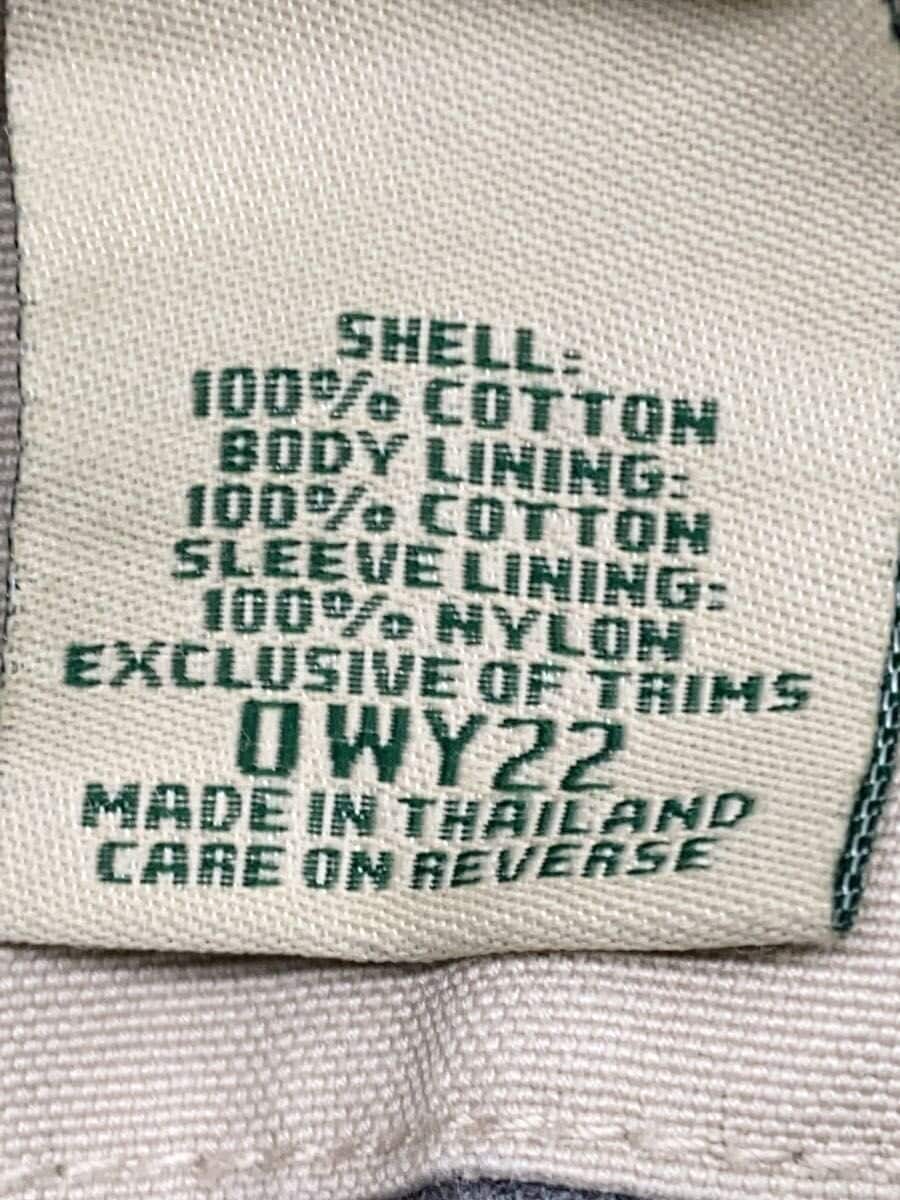 SHELL:
100% COTTON
BODY LINING:
100% COTTON
SLEEVE LINING:
100% NYLON
EXCLUSIVE OF TRIMS
0WY22
MADE IN THAILAND
CARE ON REVERSE